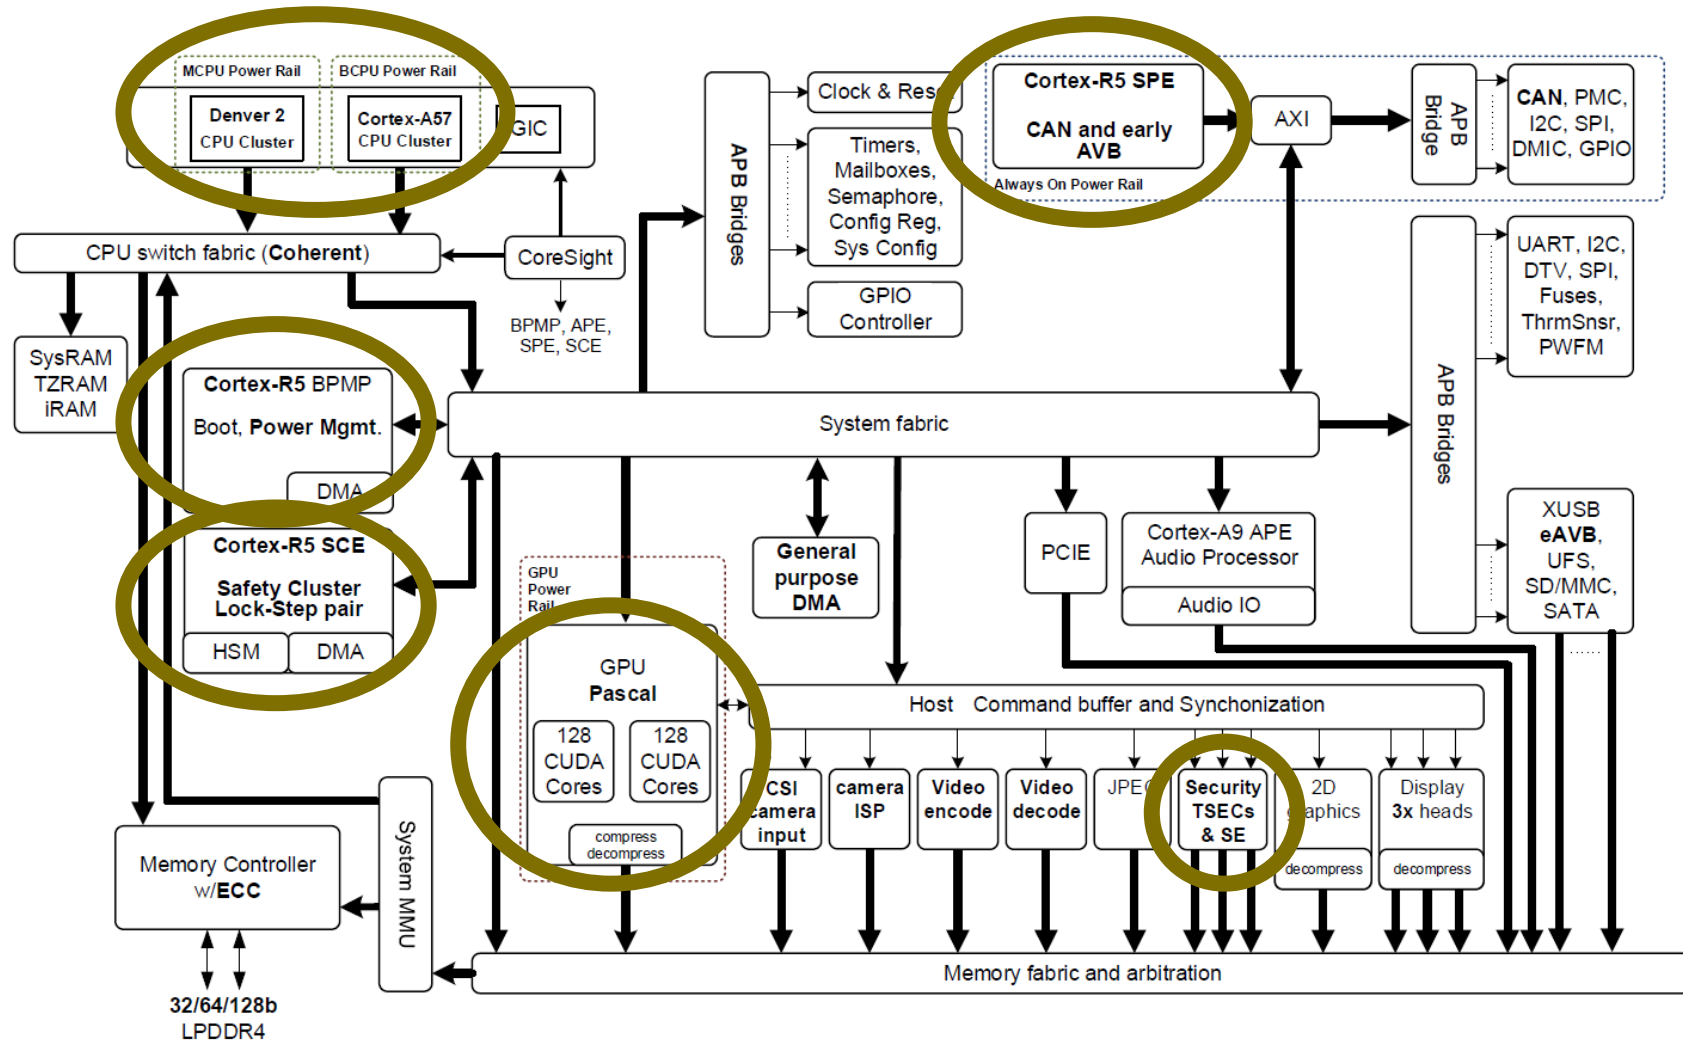 MCPU Power Rail
BCPU Power Rail
Denver 2
CPU Cluster
Cortex-A57
CPU Cluster
GIC
CPU switch fabric (Coherent)
CoreSight
BPMP, APE,
SPE, SCE
SysRAM
TZRAM
iRAM
Cortex-R5 BPMP
Boot, Power Mgmt.
DMA
Cortex-R5 SCE
Safety Cluster
Lock-Step pair
HSM
DMA
APB Bridges
Clock & Rese
Timers,
Mailboxes,
Semaphore,
Config Reg,
Sys Config
GPIO
Controller
Cortex-R5 SPE
CAN and early
AVB
Always On Power Rail
AXI
APB
Bridge
CAN, PMC,
I2C, SPI,
DMIC, GPIO
System fabric
APB Bridges
UART, I2C,
DTV, SPI,
Fuses,
ThrmSnsr,
PWFM
XUSB
eAVB,
UFS,
SD/MMC,
SATA
General
purpose
DMA
PCIE
Cortex-A9 APE
Audio Processor
Audio IO
GPU
Power
Rail
GPU
Pascal
128
CUDA
Cores
128
CUDA
Cores
compress
decompress
Host Command buffer and Synchonization
CSI
camera
input
camera
ISP
Video
encode
Video
decode
JPEG
Security
TSECs
& SE
2D
graphics
decompress
Display
3x heads
decompress
Memory Controller
w/ECC
System MMU
32/64/128b
LPDDR4
Memory fabric and arbitration